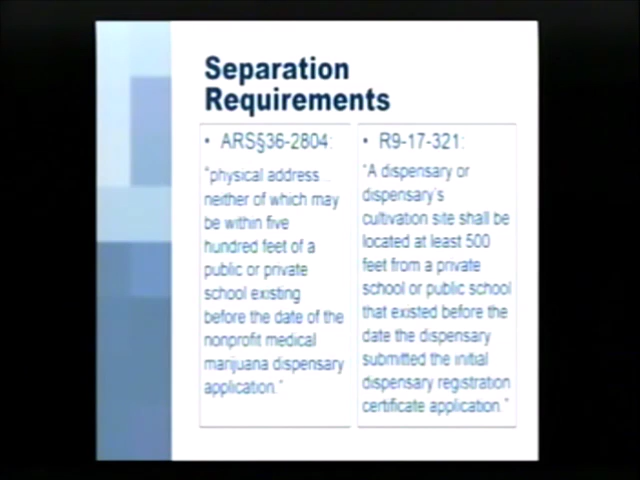 Separation
Requirements
• ARS§36-2804:
"physical address...
neither of which may
be within five
hundred feet of a
public or private
school existing
before the date of the
nonprofit medical
marijuana dispensary
application."
• R9-17-321:
"A dispensary or
dispensary's
cultivation site shall be
located at least 500
feet from a private
school or public school
that existed before the
date the dispensary
submitted the initial
dispensary registration
certificate application."